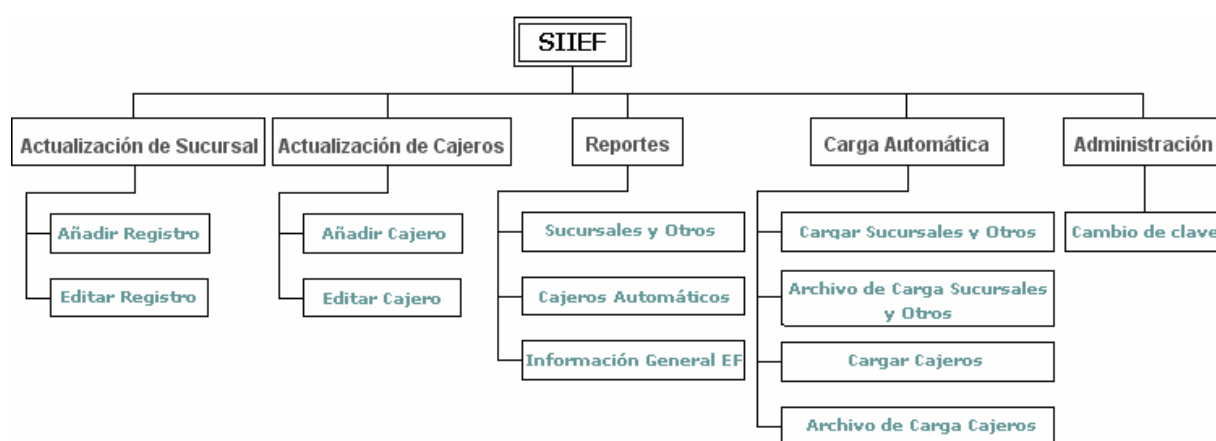 SIIEF
Actualización de Sucursal
Actualización de Cajeros
Reportes
Carga Automática
Administración
Añadir Registro
Editar Registro
Añadir Cajero
Editar Cajero
Sucursales y Otros
Cajeros Automáticos
Información General EF
Cargar Sucursales y Otros
Archivo de Carga Sucursales
y Otros
Cargar Cajeros
Archivo de Carga Cajeros
Cambio de clave